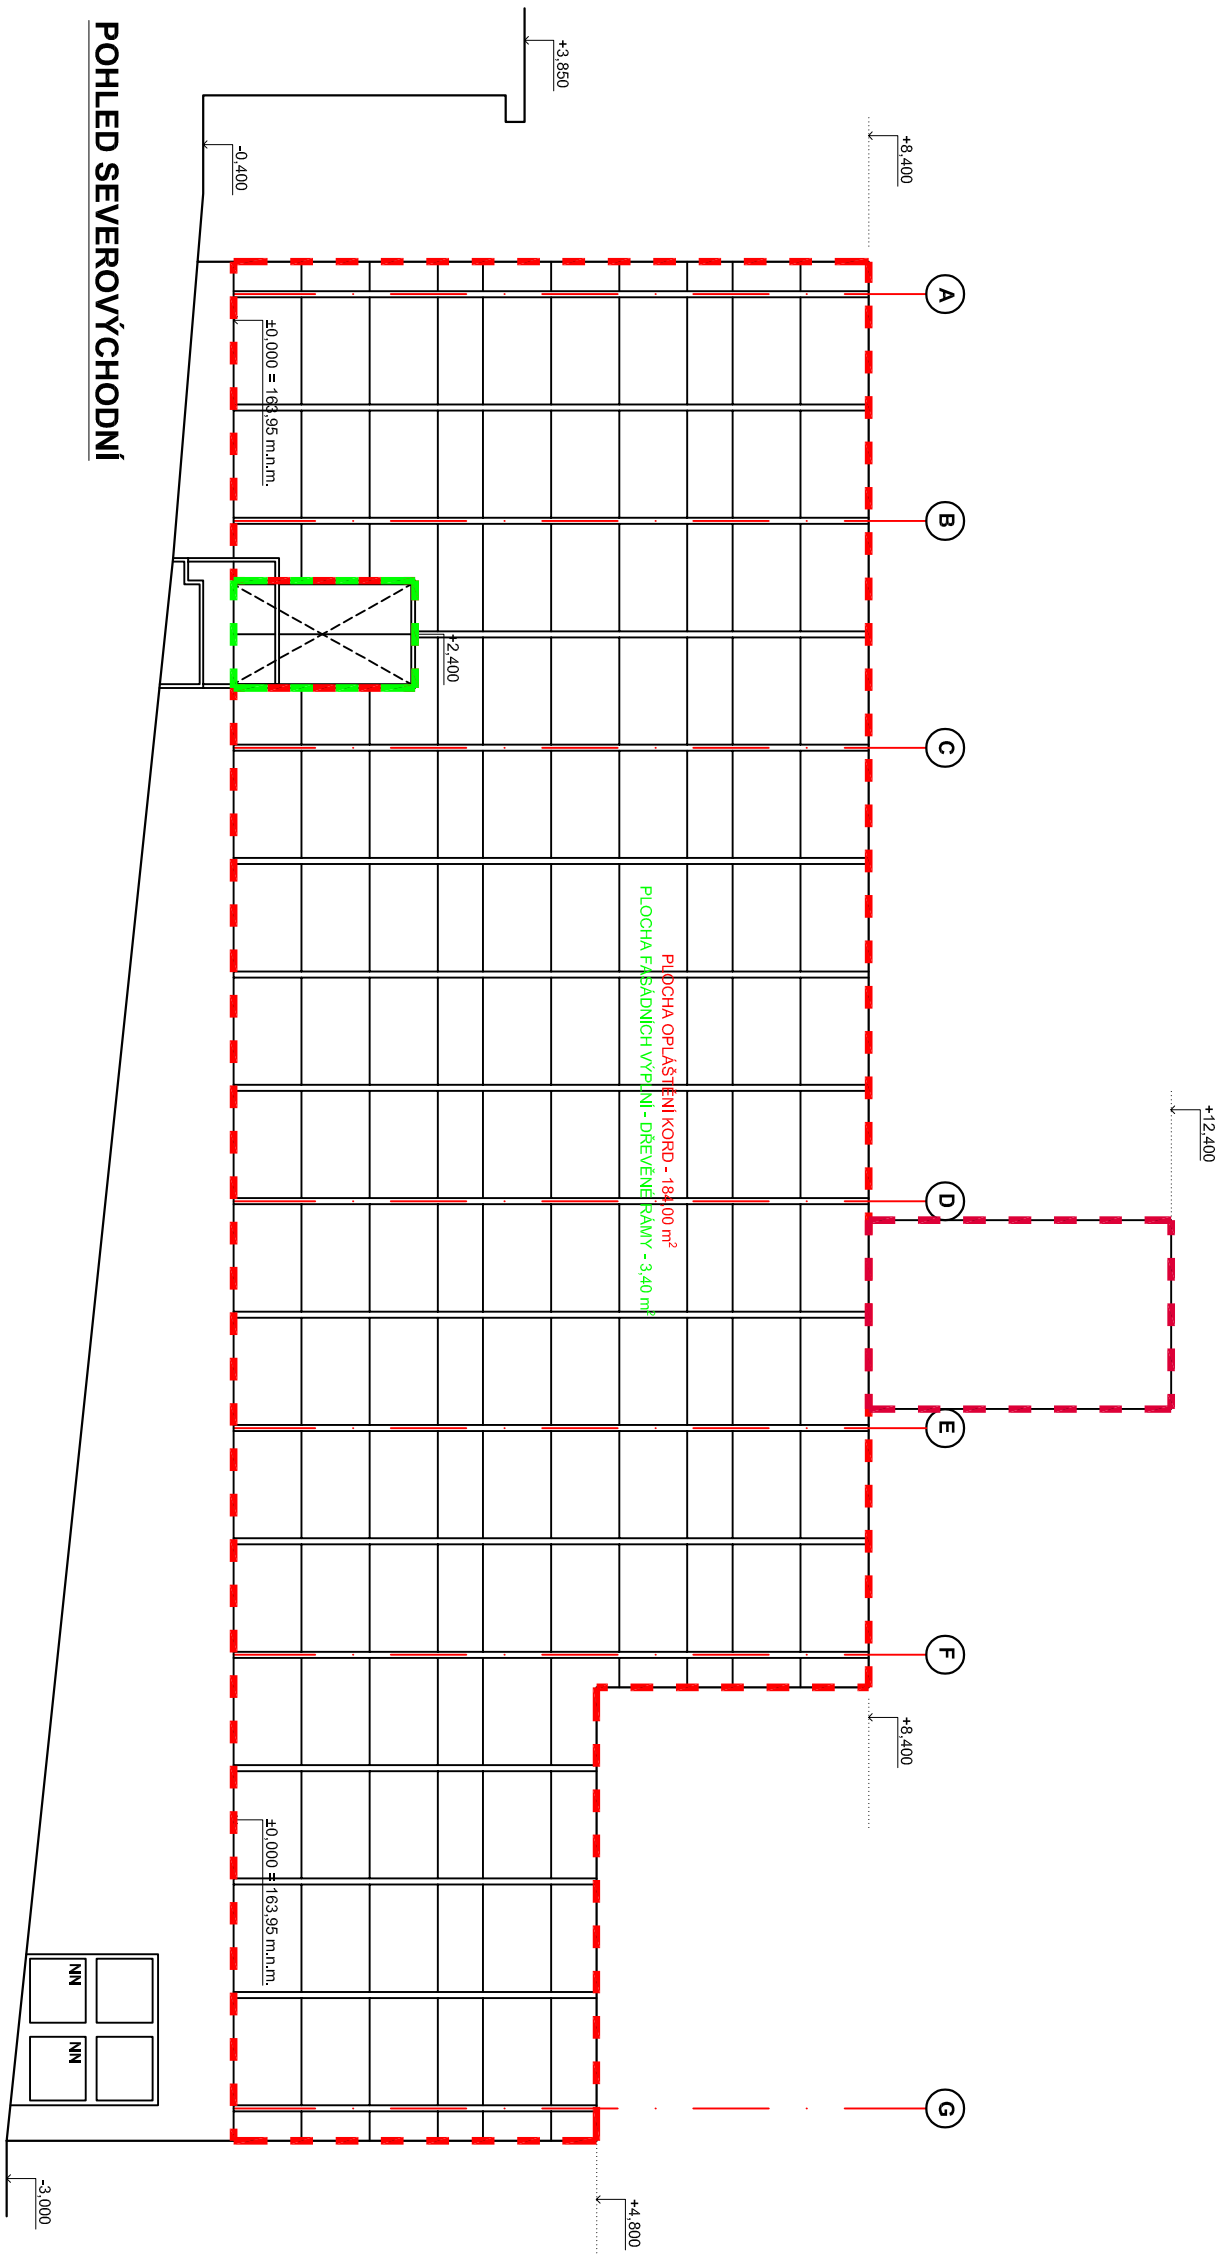 +12,400
+8,400
+8,400
+3,850
+4,800
A
B
C
D
E
F
G
PLOCHA OPLÁŠTĚNÍ KORD - 184,00 m²
PLOCHA FASÁDNÍCH VÝPLNÍ - DŘEVĚNÉ RÁMY - 3,40 m²
+2,400
±0,000 = 163,95 m.n.m.
±0,000 = 163,95 m.n.m.
-0,400
NN
NN
-3,000
POHLED SEVEROVÝCHODNÍ